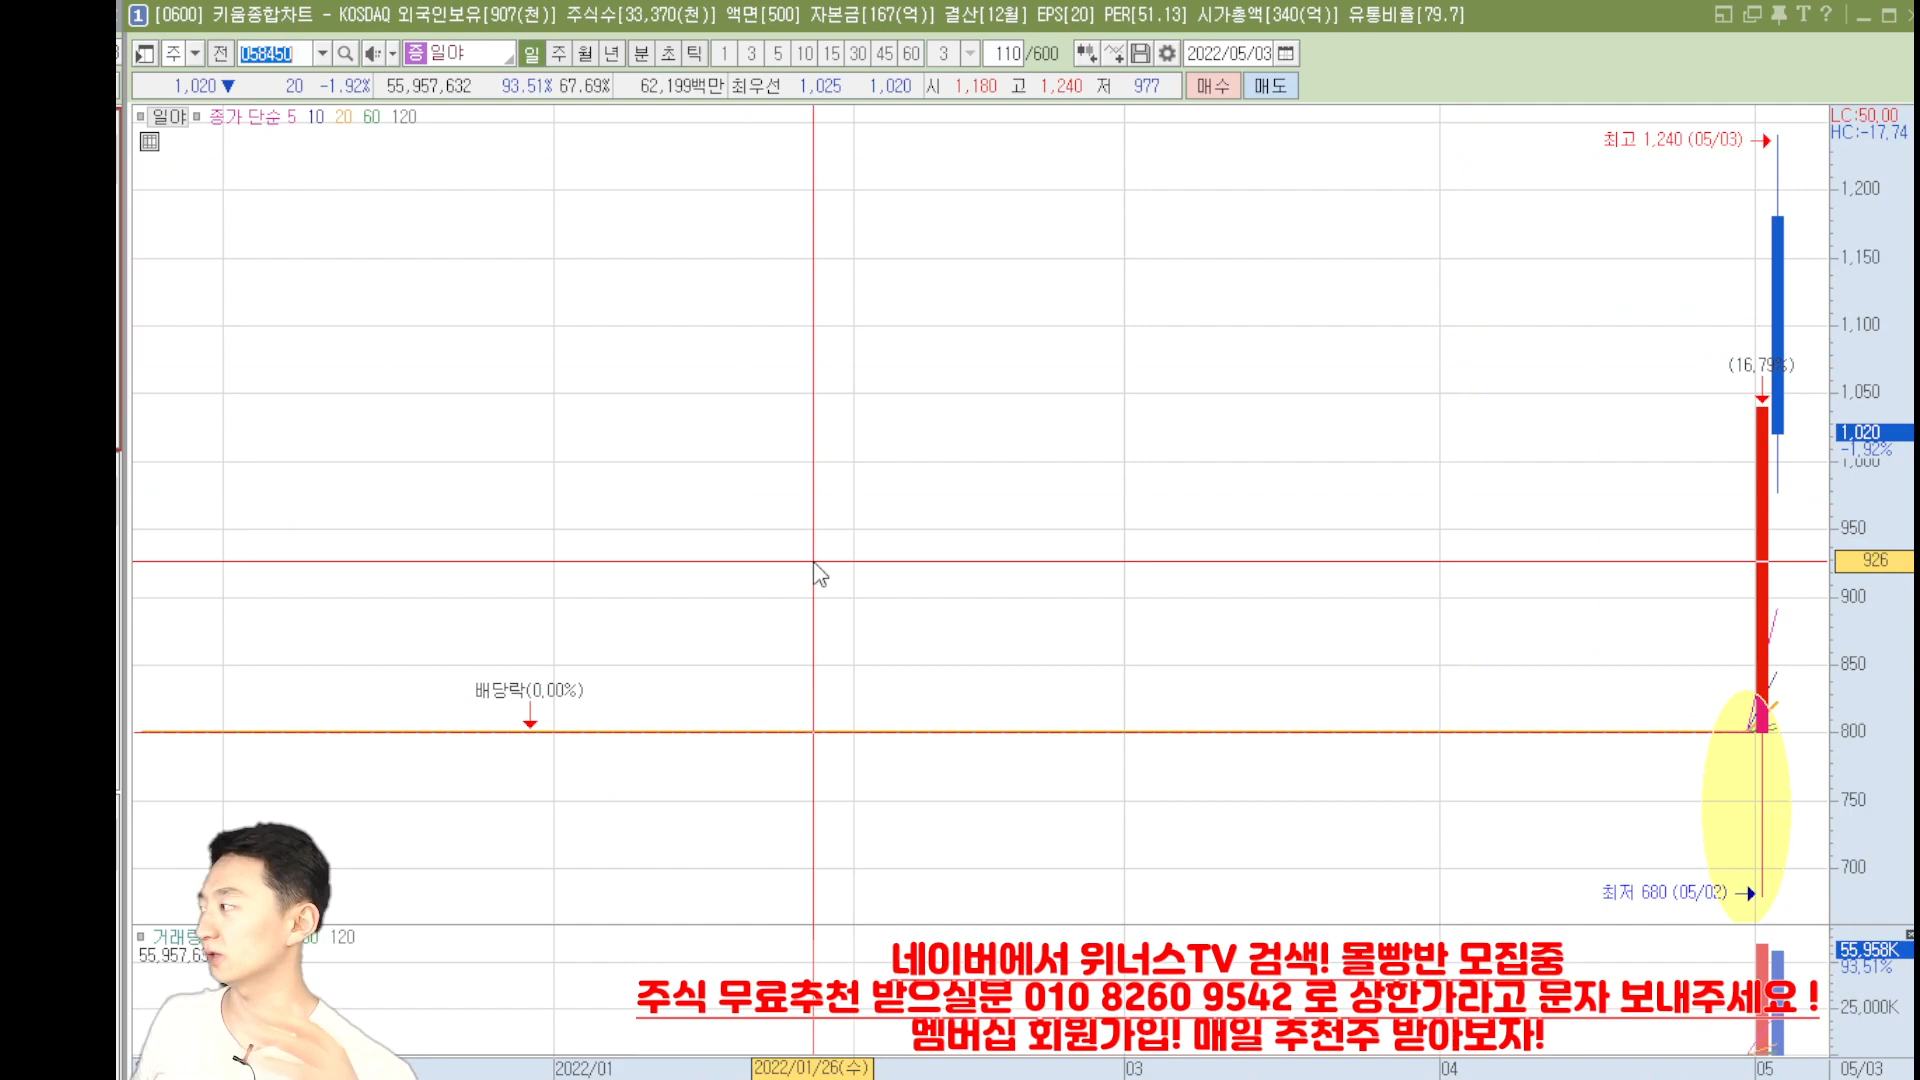 1 [0600] 키움종합차트 - KOSDAQ 외국인보유[907(천)] 주식수[33,370(천)] 액면[500] 자본금[167(억)] 결산[12월] EPS[20] PER[51.13] 시가총액[340(억)] 유통비율[79.7] T ?
주 전 058450 증 일야 일 주 월 년 분 초 틱 1 3 5 10 15 30 45 60 3 110 /600 2022/05/03
1,020 ▼ 20 -1.92% 55,957,632 93.51% 67.69% 62,199백만 최우선 1,025 1,020 시 1,180 고 1,240 저 977 매수 매도
일야 종가 단순 5 10 20 60 120
LC:50,00
HC:-17,74
최고 1,240 (05/03)
1,200
1,150
1,100
(16,79%)
1,050
1,020
-1,92%
1,000
950
926
900
850
배당락(0,00%)
800
750
700
최저 680 (05/02)
60 120
55,958K
93,51%
25,000K
네이버에서 위너스TV 검색! 몰빵반 모집중
주식 무료추천 받으실분 010 8260 9542 로 상한가라고 문자 보내주세요 !
멤버십 회원가입! 매일 추천주 받아보자!
2022/01 2022/01/26(수) 03 04 05 05/03